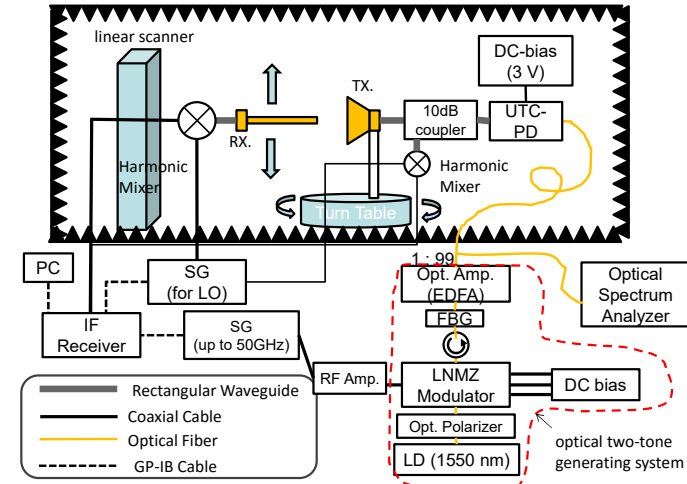 linear scanner
DC-bias
(3 V)
TX.
10dB
coupler
UTC-
PD
RX.
Harmonic
Mixer
Harmonic
Mixer
Turn Table
PC
SG
(for LO)
1 : 99
Opt. Amp.
(EDFA)
Optical
Spectrum
Analyzer
FBG
IF
Receiver
SG
(up to 50GHz)
RF Amp.
LNMZ
Modulator
DC bias
Rectangular Waveguide
Coaxial Cable
Optical Fiber
GP-IB Cable
Opt. Polarizer
LD (1550 nm)
optical two-tone
generating system